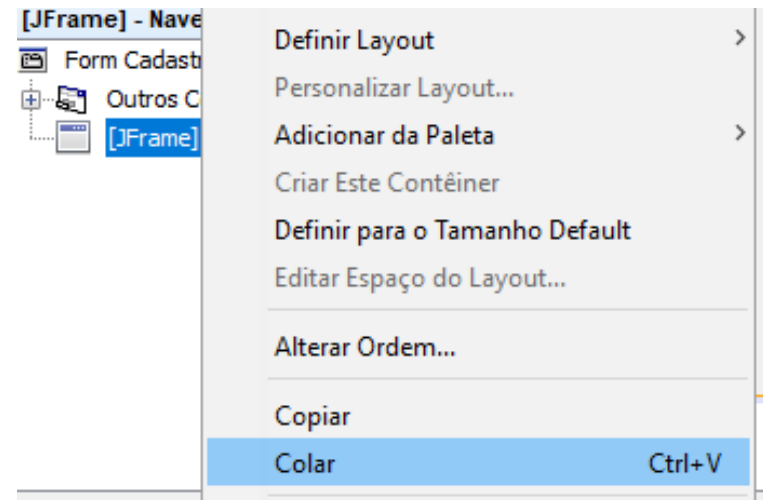 [JFrame] - Nave
Form Cadast
Outros C
[JFrame]
Definir Layout
Personalizar Layout...
Adicionar da Paleta
Criar Este Contêiner
Definir para o Tamanho Default
Editar Espaço do Layout...
Alterar Ordem...
Copiar
Colar Ctrl+V